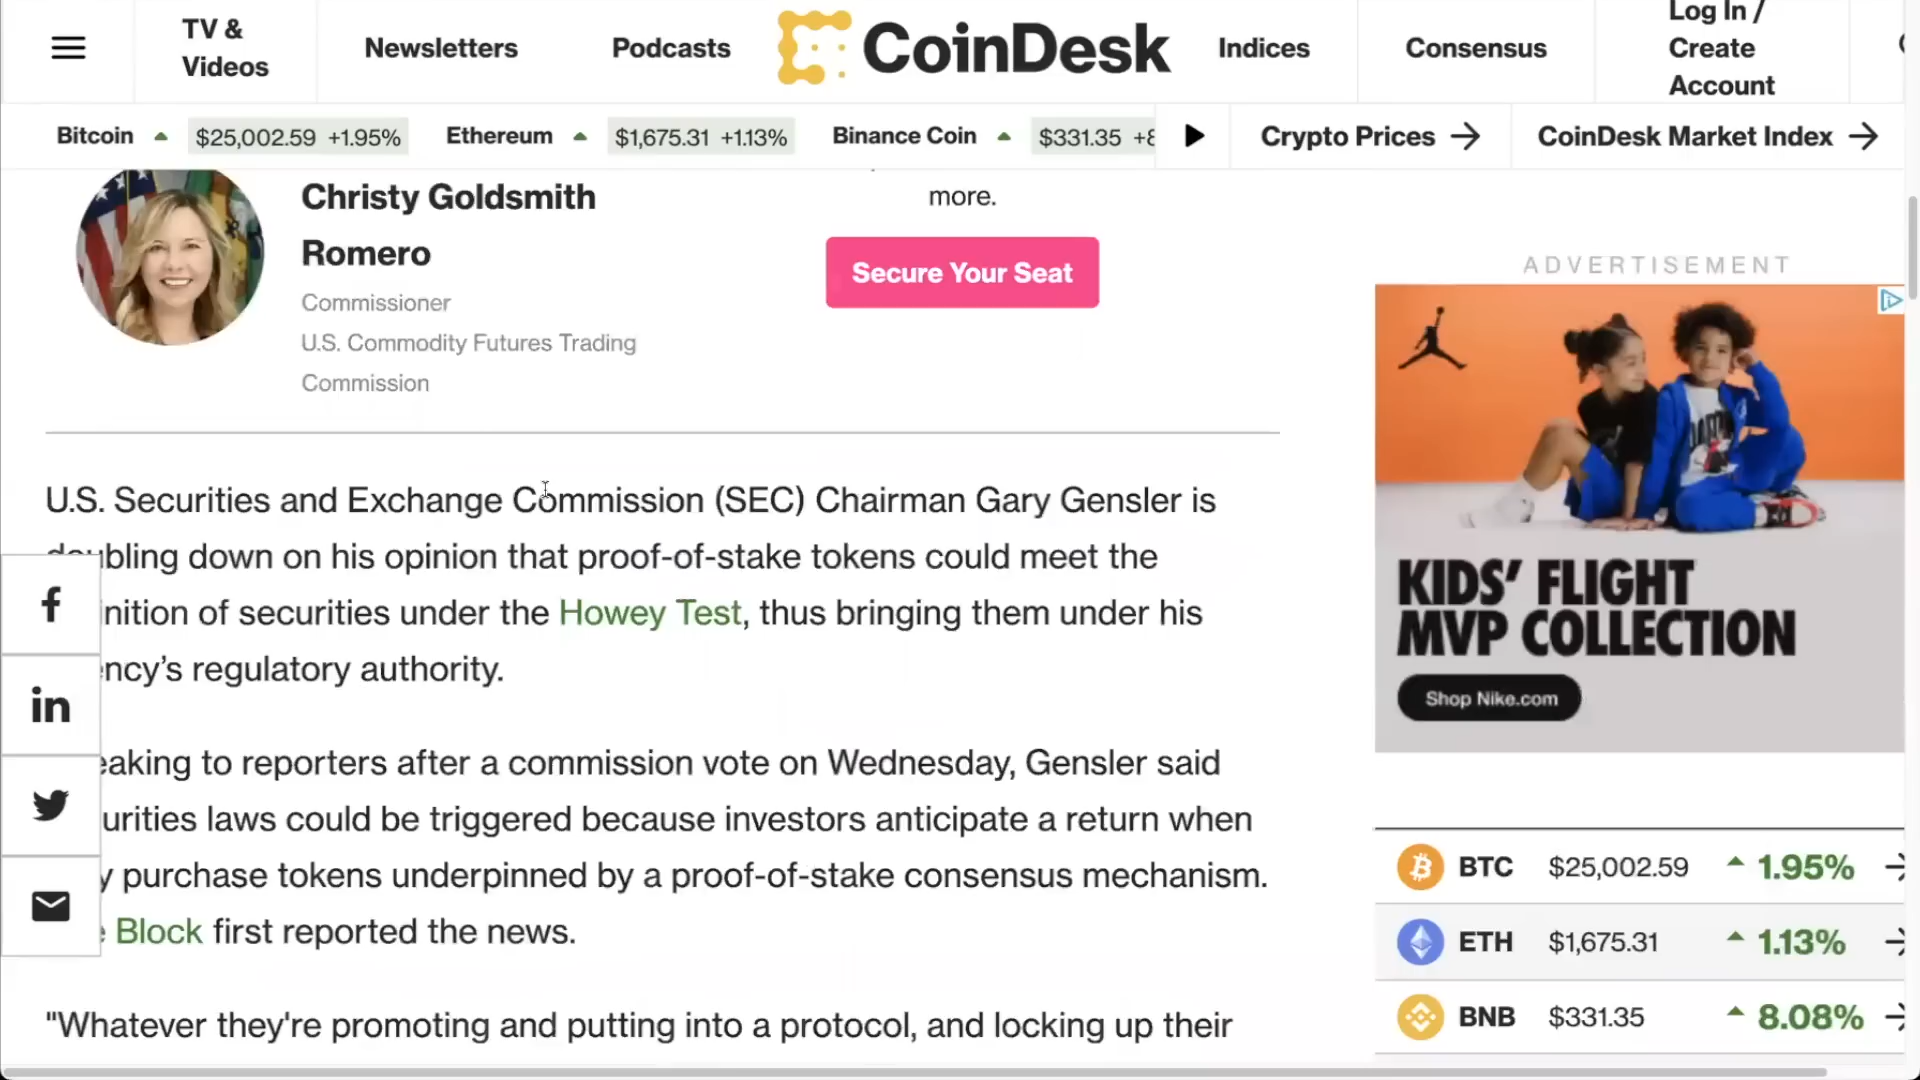 TV &
Videos
Newsletters
Podcasts
CoinDesk
Indices
Consensus
Log In /
Create
Account
Bitcoin $25,002.59 +1.95%
Ethereum $1,675.31 +1.13%
Binance Coin $331.35 +8
Crypto Prices
CoinDesk Market Index
Christy Goldsmith
Romero
Commissioner
U.S. Commodity Futures Trading
Commission
more.
Secure Your Seat
U.S. Securities and Exchange Commission (SEC) Chairman Gary Gensler is
bling down on his opinion that proof-of-stake tokens could meet the
nition of securities under the Howey Test, thus bringing them under his
ncy's regulatory authority.
eaking to reporters after a commission vote on Wednesday, Gensler said
urities laws could be triggered because investors anticipate a return when
y purchase tokens underpinned by a proof-of-stake consensus mechanism.
e Block first reported the news.
"Whatever they're promoting and putting into a protocol, and locking up their
ADVERTISEMENT
KIDS' FLIGHT
MVP COLLECTION
Shop Nike.com
BTC $25,002.59 1.95%
ETH $1,675.31 1.13%
BNB $331.35 8.08%